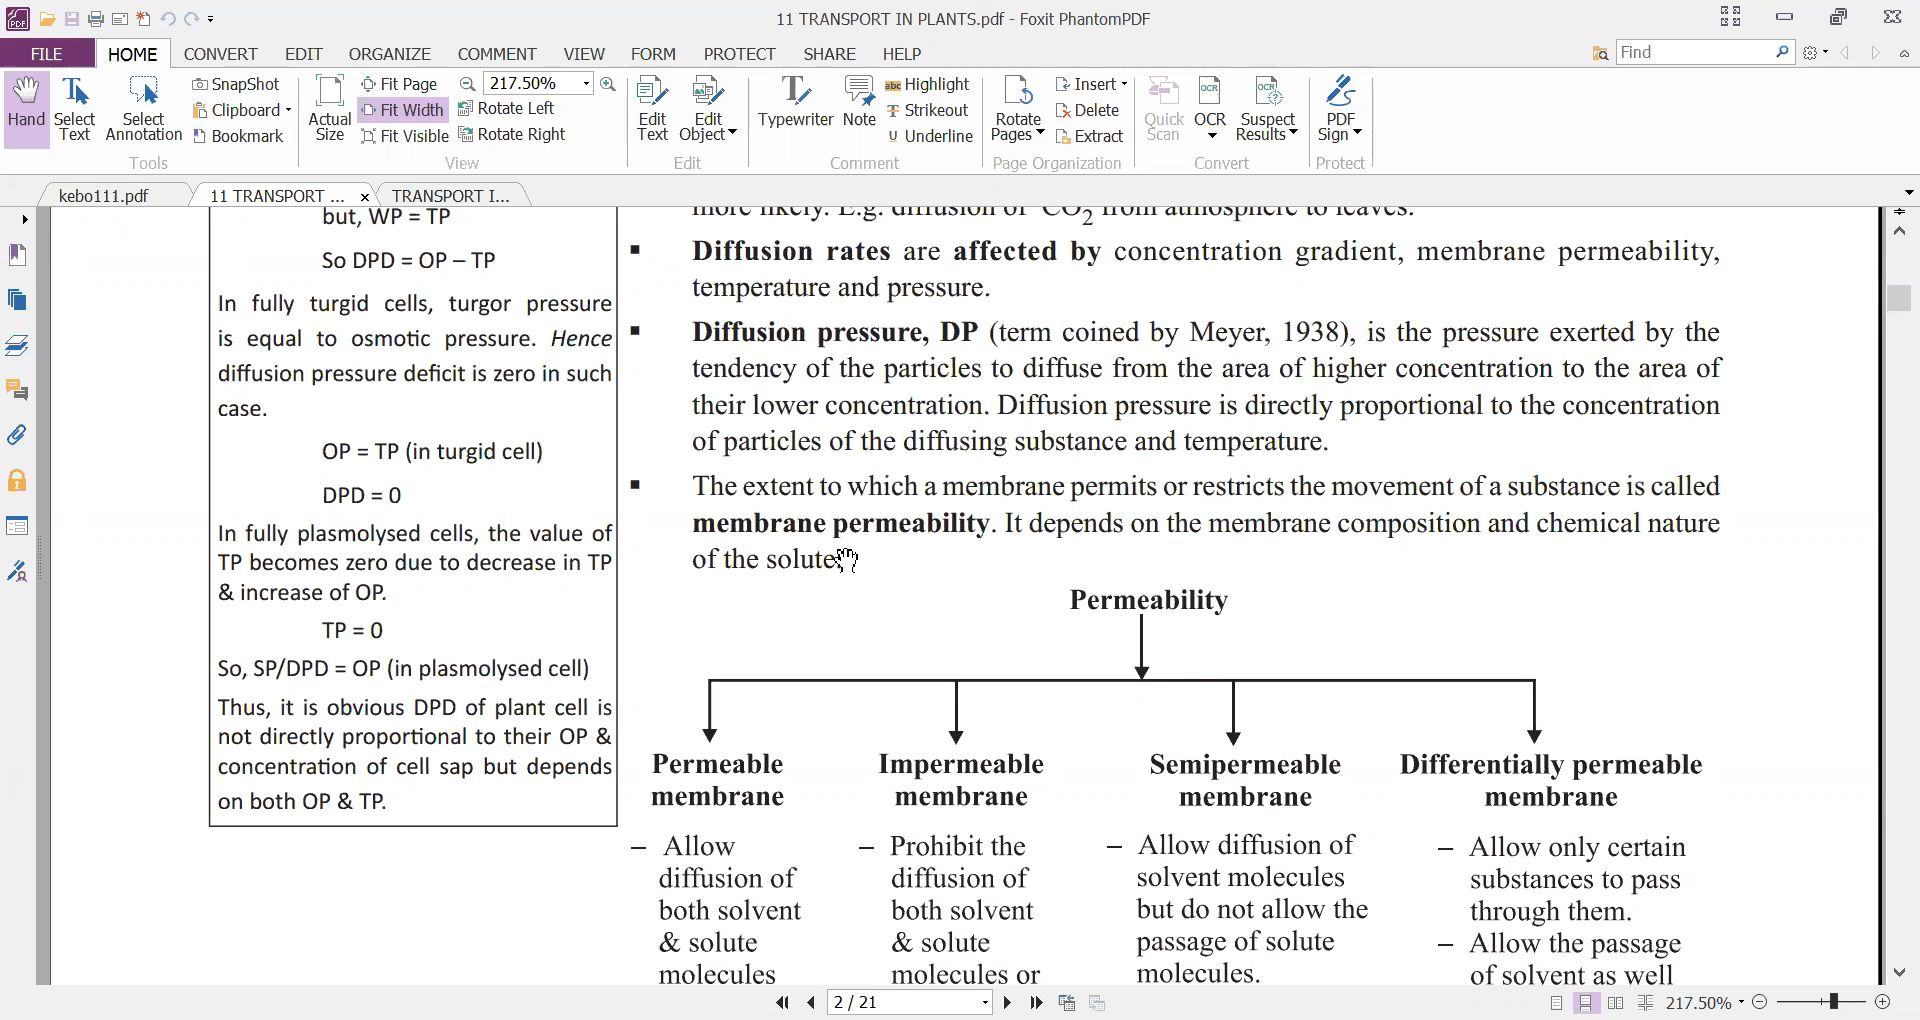 11 TRANSPORT IN PLANTS.pdf - Foxit PhantomPDF
FILE HOME CONVERT EDIT ORGANIZE COMMENT VIEW FORM PROTECT SHARE HELP Find
Hand
Select Text
Select Annotation
SnapShot
Clipboard
Bookmark
Tools
Actual Size
Fit Page
Fit Width
Fit Visible
217.50%
Rotate Left
Rotate Right
View
Edit Text
Edit Object
Edit
Typewriter
Note
Highlight
Strikeout
Underline
Comment
Rotate Pages
Insert
Delete
Extract
Page Organization
Quick Scan
OCR
Suspect Results
Convert
PDF Sign
Protect
kebo111.pdf 11 TRANSPORT ... x TRANSPORT I...
but, WP = TP
So DPD = OP – TP
In fully turgid cells, turgor pressure
is equal to osmotic pressure. Hence
diffusion pressure deficit is zero in such
case.
OP = TP (in turgid cell)
DPD = 0
In fully plasmolysed cells, the value of
TP becomes zero due to decrease in TP
& increase of OP.
TP = 0
So, SP/DPD = OP (in plasmolysed cell)
Thus, it is obvious DPD of plant cell is
not directly proportional to their OP &
concentration of cell sap but depends
on both OP & TP.
more likely. E.g. diffusion of CO2 from atmosphere to leaves.
▪ Diffusion rates are affected by concentration gradient, membrane permeability,
temperature and pressure.
▪ Diffusion pressure, DP (term coined by Meyer, 1938), is the pressure exerted by the
tendency of the particles to diffuse from the area of higher concentration to the area of
their lower concentration. Diffusion pressure is directly proportional to the concentration
of particles of the diffusing substance and temperature.
▪ The extent to which a membrane permits or restricts the movement of a substance is called
membrane permeability. It depends on the membrane composition and chemical nature
of the solute
Permeability
Permeable
membrane
– Allow
diffusion of
both solvent
& solute
molecules
Impermeable
membrane
– Prohibit the
diffusion of
both solvent
& solute
molecules or
Semipermeable
membrane
– Allow diffusion of
solvent molecules
but do not allow the
passage of solute
molecules.
Differentially permeable
membrane
– Allow only certain
substances to pass
through them.
– Allow the passage
of solvent as well
2 / 21
217.50%